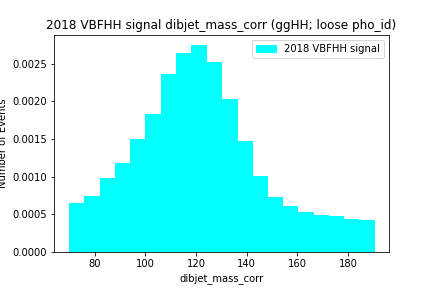 2018 VBFHH signal dibjet_mass_corr (ggHH; loose pho_id)
2018 VBFHH signal
0.0025
0.0020
0.0015
0.0010
0.0005
0.0000
Number of Events
80 100 120 140 160 180
dibjet_mass_corr